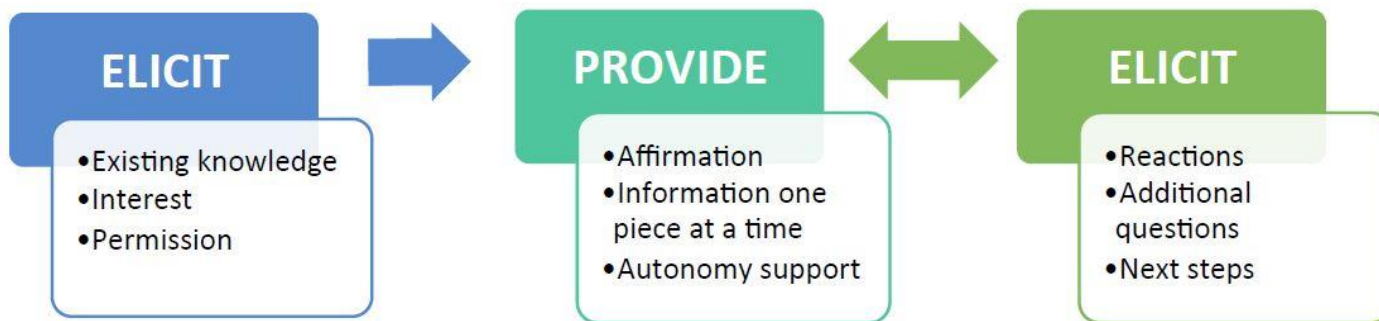 ELICIT
•Existing knowledge
•Interest
•Permission
PROVIDE
•Affirmation
•Information one
piece at a time
•Autonomy support
ELICIT
•Reactions
•Additional
questions
•Next steps